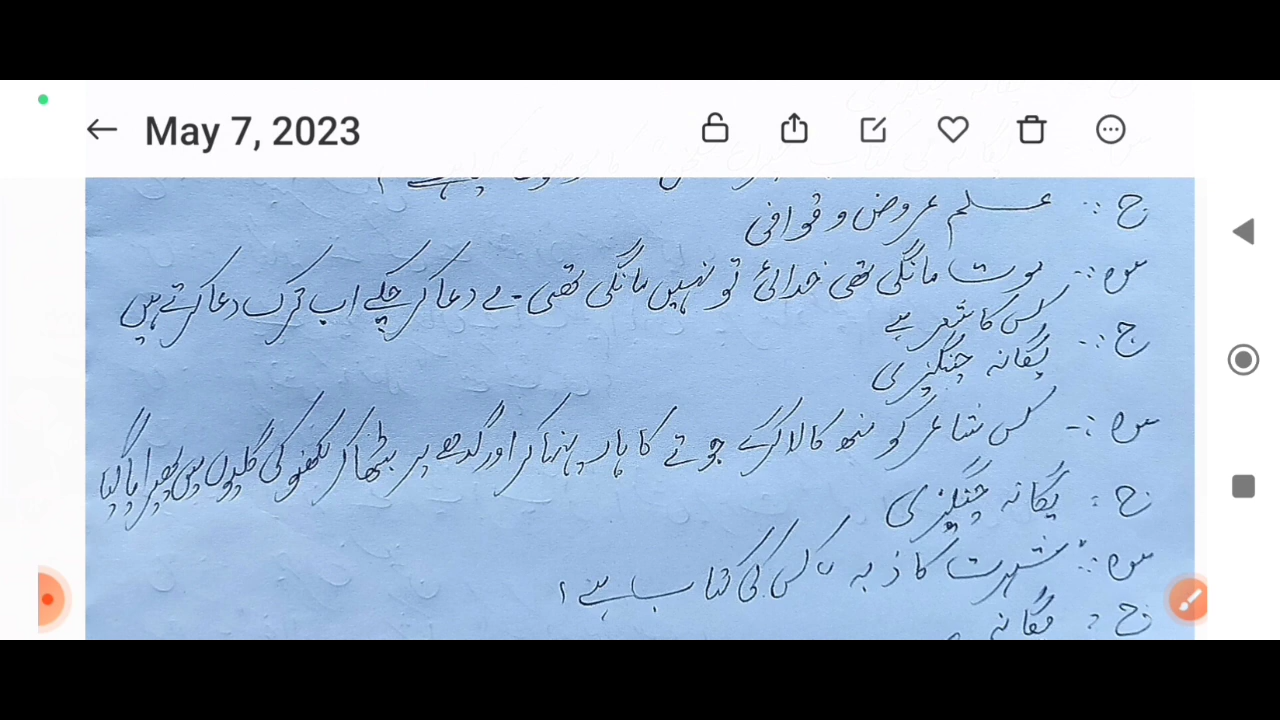 May 7, 2023
ج :: علم عروض و قوافی
س :: موت مانگی تھی خدائی تو نہیں مانگی تھی - لے دعا کر چکے اب ترک دعا کرتے ہیں
کس کا شعر ہے
ج :: یگانہ چنگیزی
س :- کس شاعر کو منھ کالا کرکے جوتے کا ہار پہنا کر اور گدھے پر بٹھا کر لکھنؤ کی گلیوں میں پھرایا گیا
ج : یگانہ چنگیزی
س :: شہرت کاذبہ کس کی کتاب ہے
ج : یگانہ